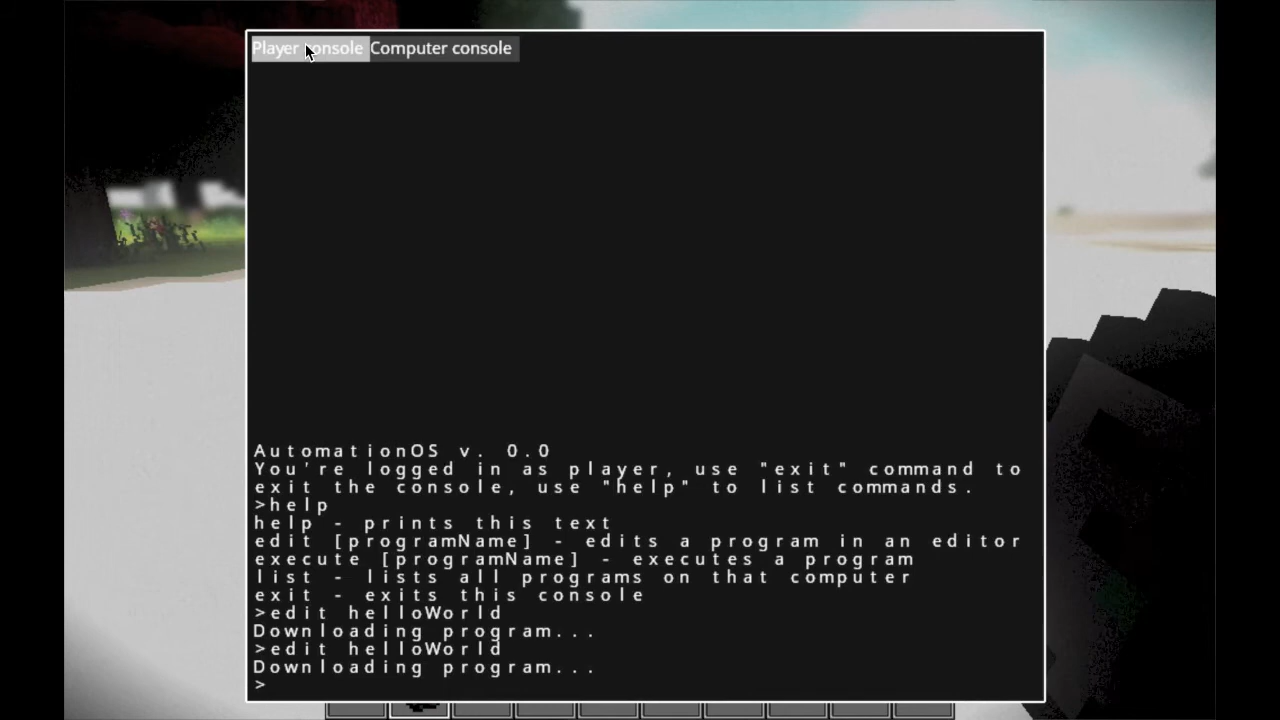 Player console Computer console
AutomationOS v. 0.0
You're logged in as player, use "exit" command to
exit the console, use "help" to list commands.
>help
help - prints this text
edit [programName] - edits a program in an editor
execute [programName] - executes a program
list - lists all programs on that computer
exit - exits this console
>edit helloWorld
Downloading program...
>edit helloWorld
Downloading program...
>